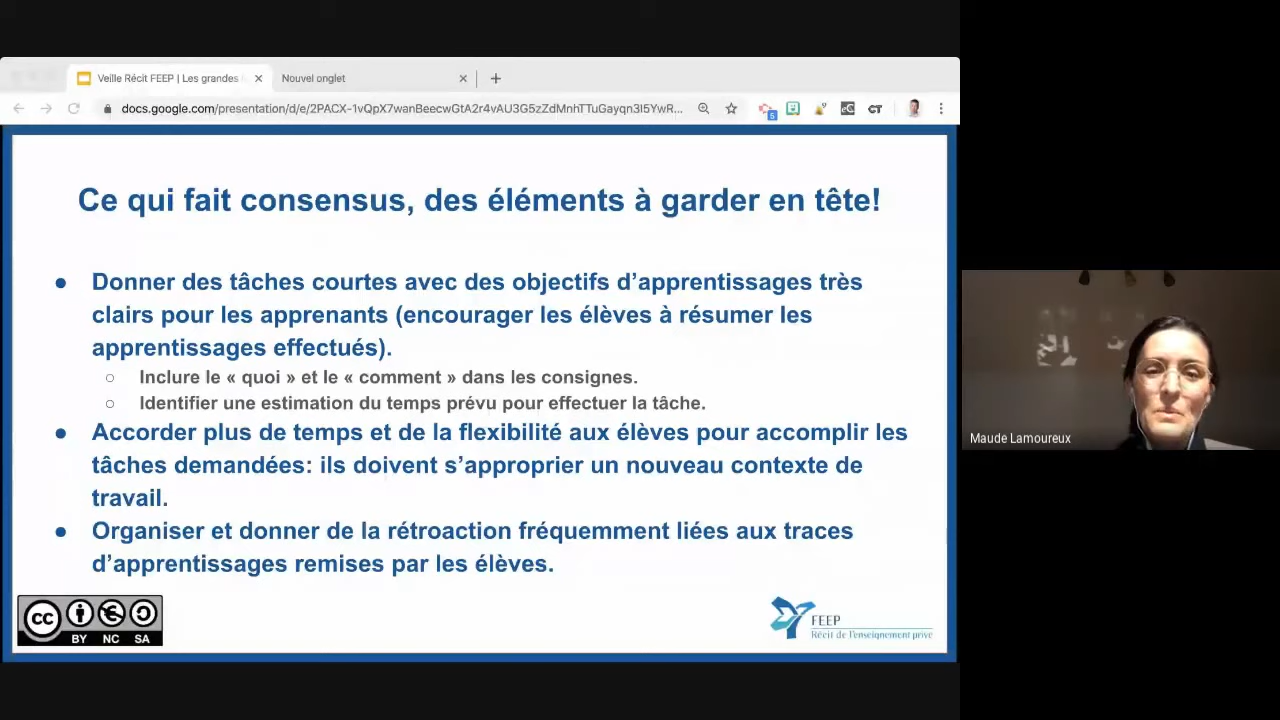 Veille Récit FEEP | Les grandes
Nouvel onglet
docs.google.com/presentation/d/e/2PACX-1vQpX7wanBeecwGtA2r4vAU3G5zZdMnhTTuGayqn3I5YwR...
5
Ce qui fait consensus, des éléments à garder en tête!
● Donner des tâches courtes avec des objectifs d’apprentissages très
clairs pour les apprenants (encourager les élèves à résumer les
apprentissages effectués).
○ Inclure le « quoi » et le « comment » dans les consignes.
○ Identifier une estimation du temps prévu pour effectuer la tâche.
● Accorder plus de temps et de la flexibilité aux élèves pour accomplir les
tâches demandées: ils doivent s’approprier un nouveau contexte de
travail.
● Organiser et donner de la rétroaction fréquemment liées aux traces
d’apprentissages remises par les élèves.
cc
BY NC SA
FEEP
Récit de l'enseignement privé
Maude Lamoureux